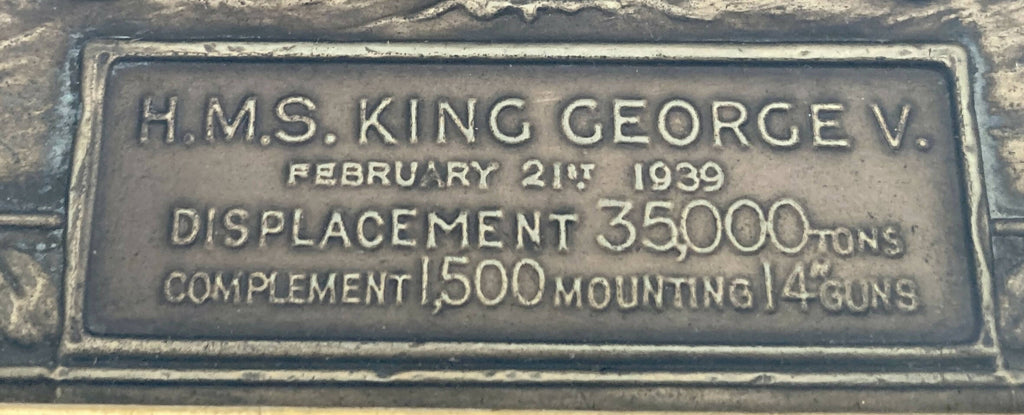 H.M.S. KING GEORGE V.
FEBRUARY 21ST 1939
DISPLACEMENT 35,000 TONS
COMPLEMENT 1,500 MOUNTING 14" GUNS